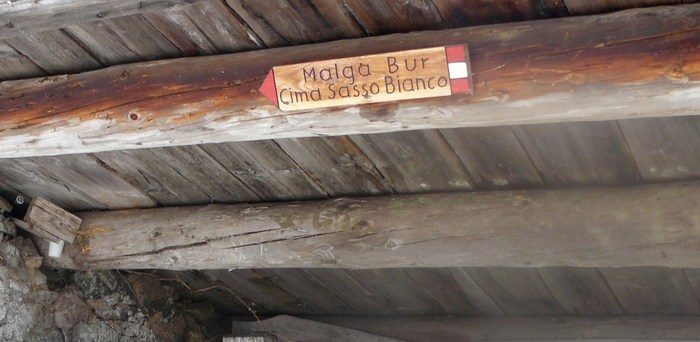 Malga Bur
Cima Sasso Bianco